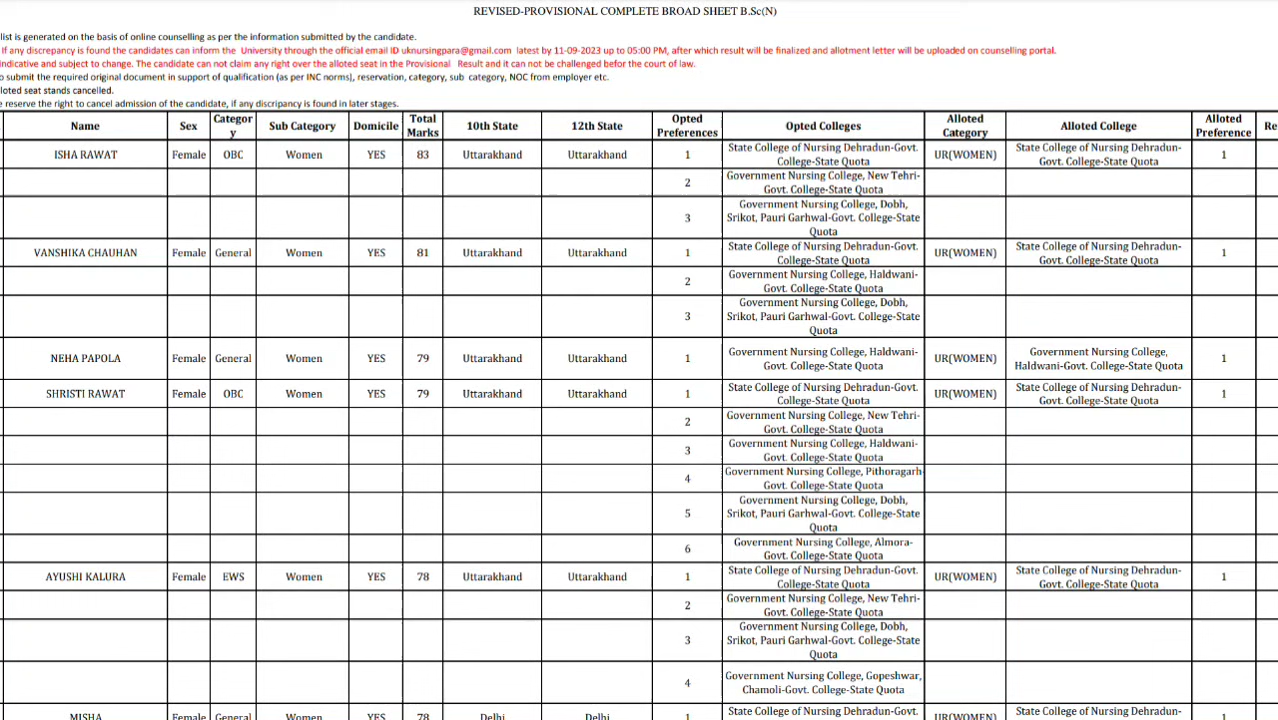 REVISED-PROVISIONAL COMPLETE BROAD SHEET B.Sc(N)
list is generated on the basis of online counselling as per the information submitted by the candidate.
If any discrepancy is found the candidates can inform the University through the official email ID uknursingpara@gmail.com latest by 11-09-2023 up to 05:00 PM, after which result will be finalized and allotment letter will be uploaded on counselling portal.
indicative and subject to change. The candidate can not claim any right over the alloted seat in the Provisional Result and it can not be challenged befor the court of law.
o submit the required original document in support of qualification (as per INC norms), reservation, category, sub category, NOC from employer etc.
loted seat stands cancelled.
e reserve the right to cancel admission of the candidate, if any discripancy is found in later stages.
Name Sex Categor y Sub Category Domicile Total Marks 10th State 12th State Opted Preferences Opted Colleges Alloted Category Alloted College Alloted Preference Re
ISHA RAWAT Female OBC Women YES 83 Uttarakhand Uttarakhand 1 State College of Nursing Dehradun-Govt. College-State Quota UR(WOMEN) State College of Nursing Dehradun-Govt. College-State Quota 1
2 Government Nursing College, New Tehri-Govt. College-State Quota
3 Government Nursing College, Dobh, Srikot, Pauri Garhwal-Govt. College-State Quota
VANSHIKA CHAUHAN Female General Women YES 81 Uttarakhand Uttarakhand 1 State College of Nursing Dehradun-Govt. College-State Quota UR(WOMEN) State College of Nursing Dehradun-Govt. College-State Quota 1
2 Government Nursing College, Haldwani-Govt. College-State Quota
3 Government Nursing College, Dobh, Srikot, Pauri Garhwal-Govt. College-State Quota
NEHA PAPOLA Female General Women YES 79 Uttarakhand Uttarakhand 1 Government Nursing College, Haldwani-Govt. College-State Quota UR(WOMEN) Government Nursing College, Haldwani-Govt. College-State Quota 1
SHRISTI RAWAT Female OBC Women YES 79 Uttarakhand Uttarakhand 1 State College of Nursing Dehradun-Govt. College-State Quota UR(WOMEN) State College of Nursing Dehradun-Govt. College-State Quota 1
2 Government Nursing College, New Tehri-Govt. College-State Quota
3 Government Nursing College, Haldwani-Govt. College-State Quota
4 Government Nursing College, Pithoragarh Govt. College-State Quota
5 Government Nursing College, Dobh, Srikot, Pauri Garhwal-Govt. College-State Quota
6 Government Nursing College, Almora-Govt. College-State Quota
AYUSHI KALURA Female EWS Women YES 78 Uttarakhand Uttarakhand 1 State College of Nursing Dehradun-Govt. College-State Quota UR(WOMEN) State College of Nursing Dehradun-Govt. College-State Quota 1
2 Government Nursing College, New Tehri-Govt. College-State Quota
3 Government Nursing College, Dobh, Srikot, Pauri Garhwal-Govt. College-State Quota
4 Government Nursing College, Gopeshwar, Chamoli-Govt. College-State Quota
MISHA Female General Women YES 78 Delhi Delhi 1 State College of Nursing Dehradun-Govt. UR(WOMEN) State College of Nursing Dehradun- 1